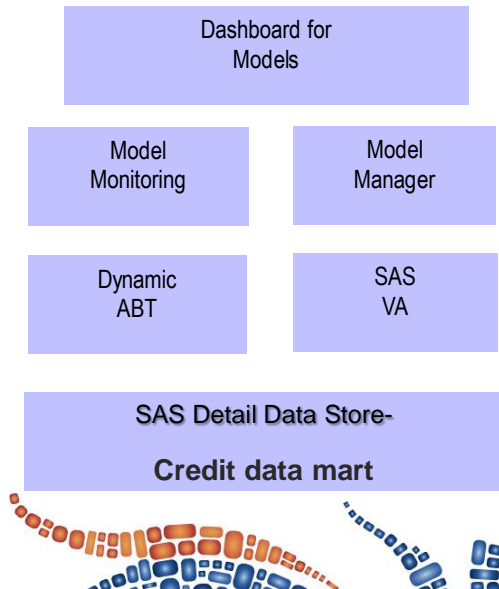 Dashboard for
Models
Model
Monitoring
Model
Manager
Dynamic
ABT
SAS
VA
SAS Detail Data Store-
Credit data mart